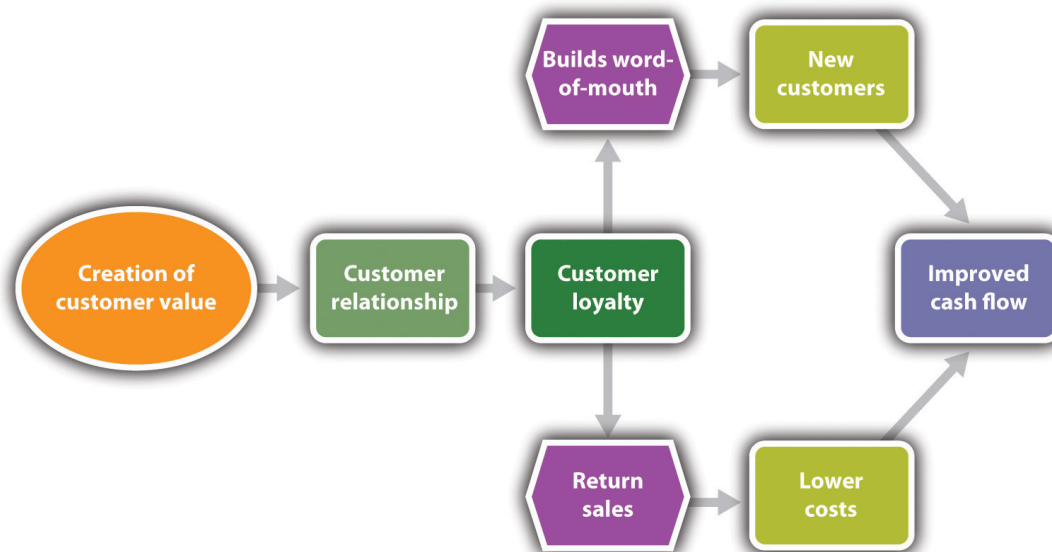 Creation of
customer value
Customer
relationship
Customer
loyalty
Builds word-
of-mouth
New
customers
Return
sales
Lower
costs
Improved
cash flow